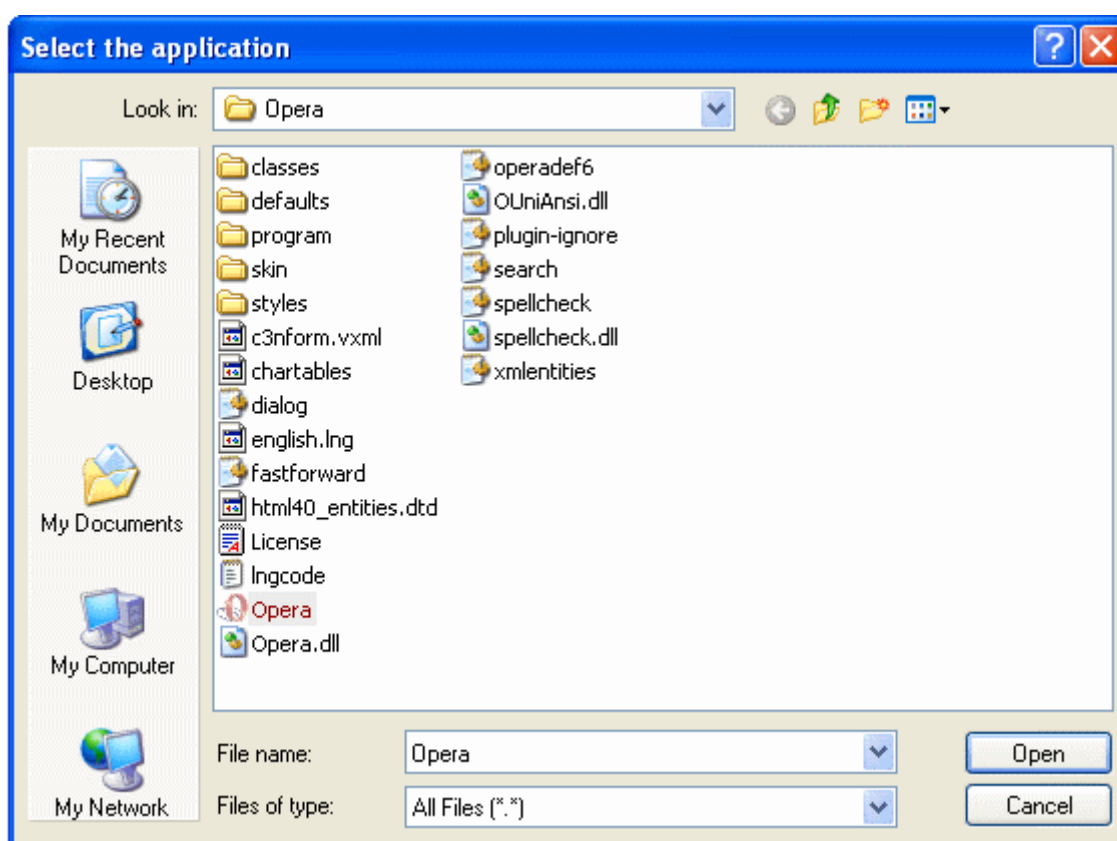 Select the application
Look in: Opera
My Recent
Documents
Desktop
My Documents
My Computer
My Network
classes
defaults
program
skin
styles
c3nform.vxml
chartables
dialog
english.lng
fastforward
html40_entities.dtd
License
lngcode
Opera
Opera.dll
operadef6
OUniAnsi.dll
plugin-ignore
search
spellcheck
spellcheck.dll
xmlentities
File name: Opera Open
Files of type: All Files (*.*) Cancel